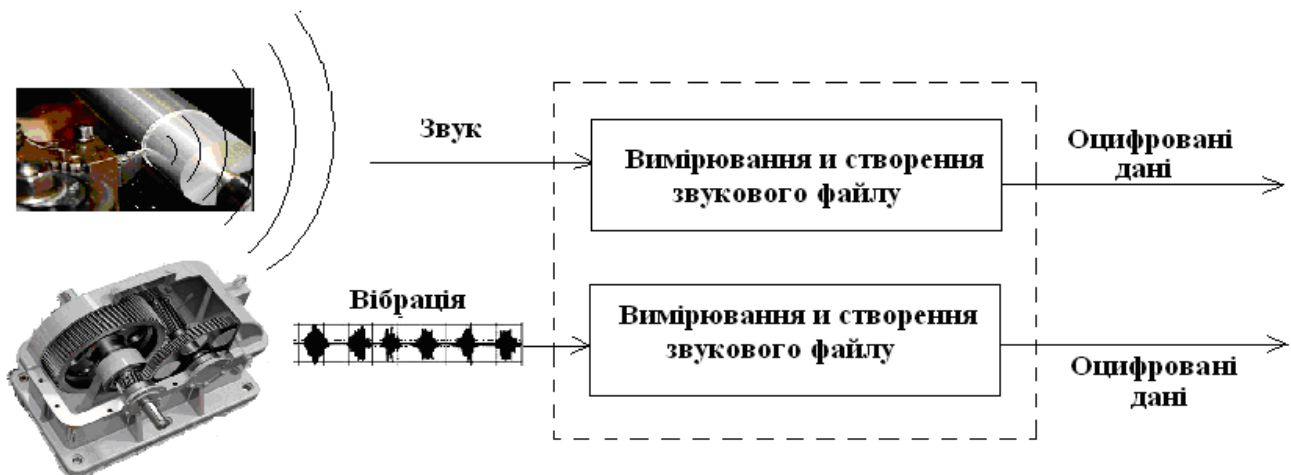 Звук
Вимірювання и створення
звукового файлу
Оцифровані
дані
Вібрація
Вимірювання и створення
звукового файлу
Оцифровані
дані